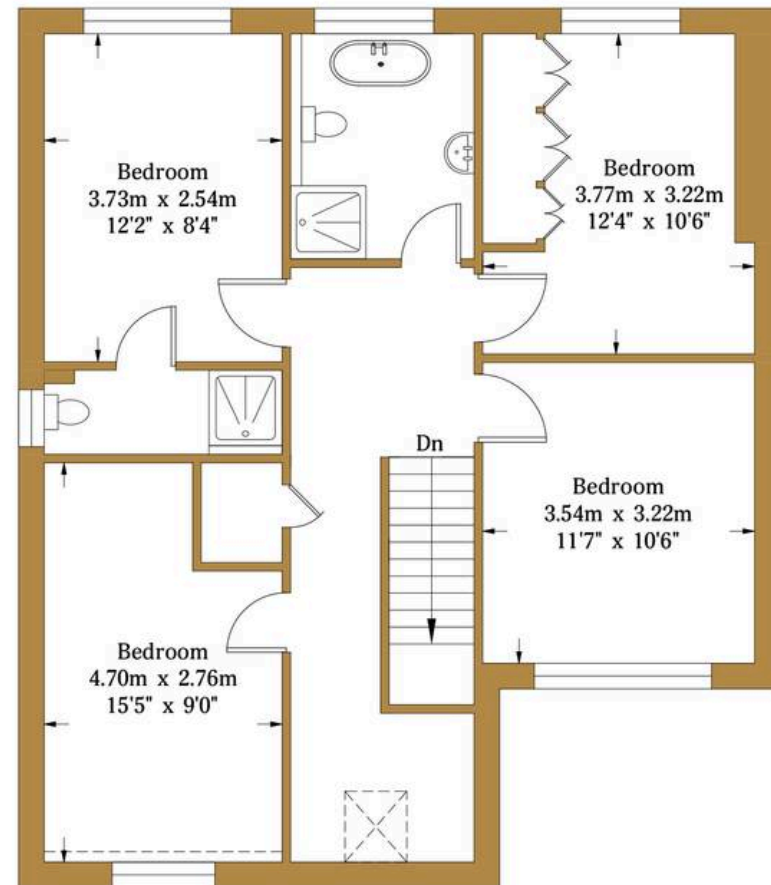 Bedroom
3.73m x 2.54m
12'2" x 8'4"
Bedroom
3.77m x 3.22m
12'4" x 10'6"
Dn
Bedroom
3.54m x 3.22m
11'7" x 10'6"
Bedroom
4.70m x 2.76m
15'5" x 9'0"